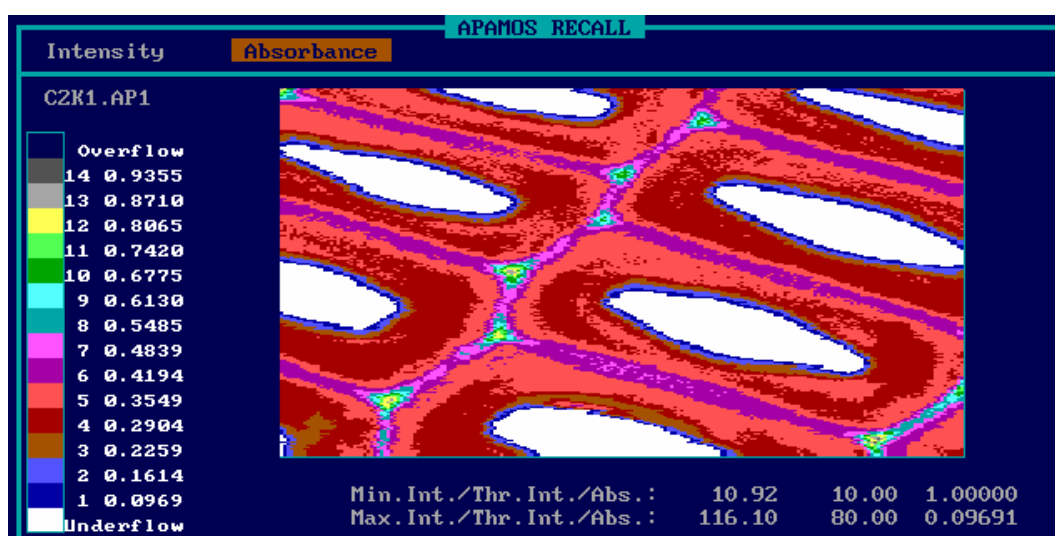 APAMOS RECALL
Intensity Absorbance
C2K1.AP1
Overflow
14 0.9355
13 0.8710
12 0.8065
11 0.7420
10 0.6775
9 0.6130
8 0.5485
7 0.4839
6 0.4194
5 0.3549
4 0.2904
3 0.2259
2 0.1614
1 0.0969
Underflow
Min.Int./Thr.Int./Abs.: 10.92 10.00 1.00000
Max.Int./Thr.Int./Abs.: 116.10 80.00 0.09691